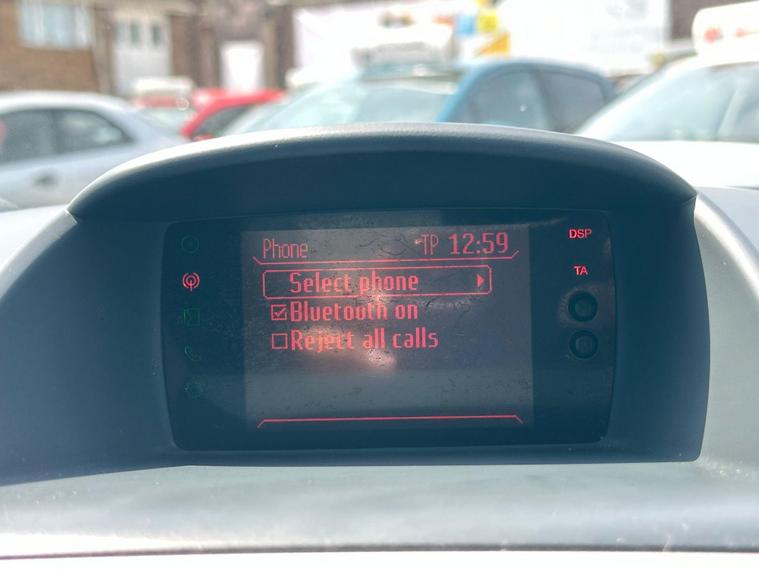 Phone TP 12:59
DSP
TA
Select phone
Bluetooth on
Reject all calls